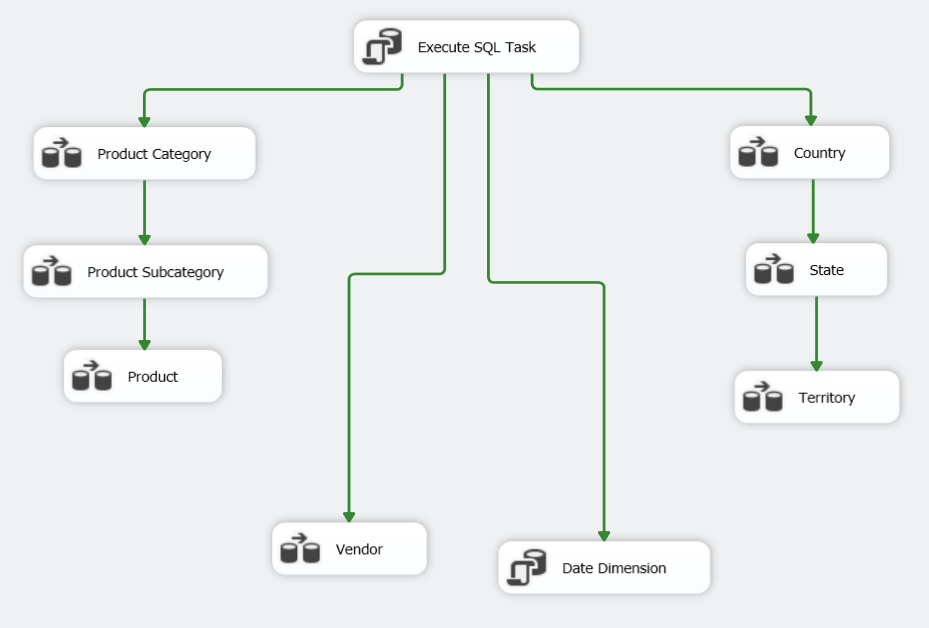 Execute SQL Task
Product Category
Country
Product Subcategory
State
Product
Territory
Vendor
Date Dimension